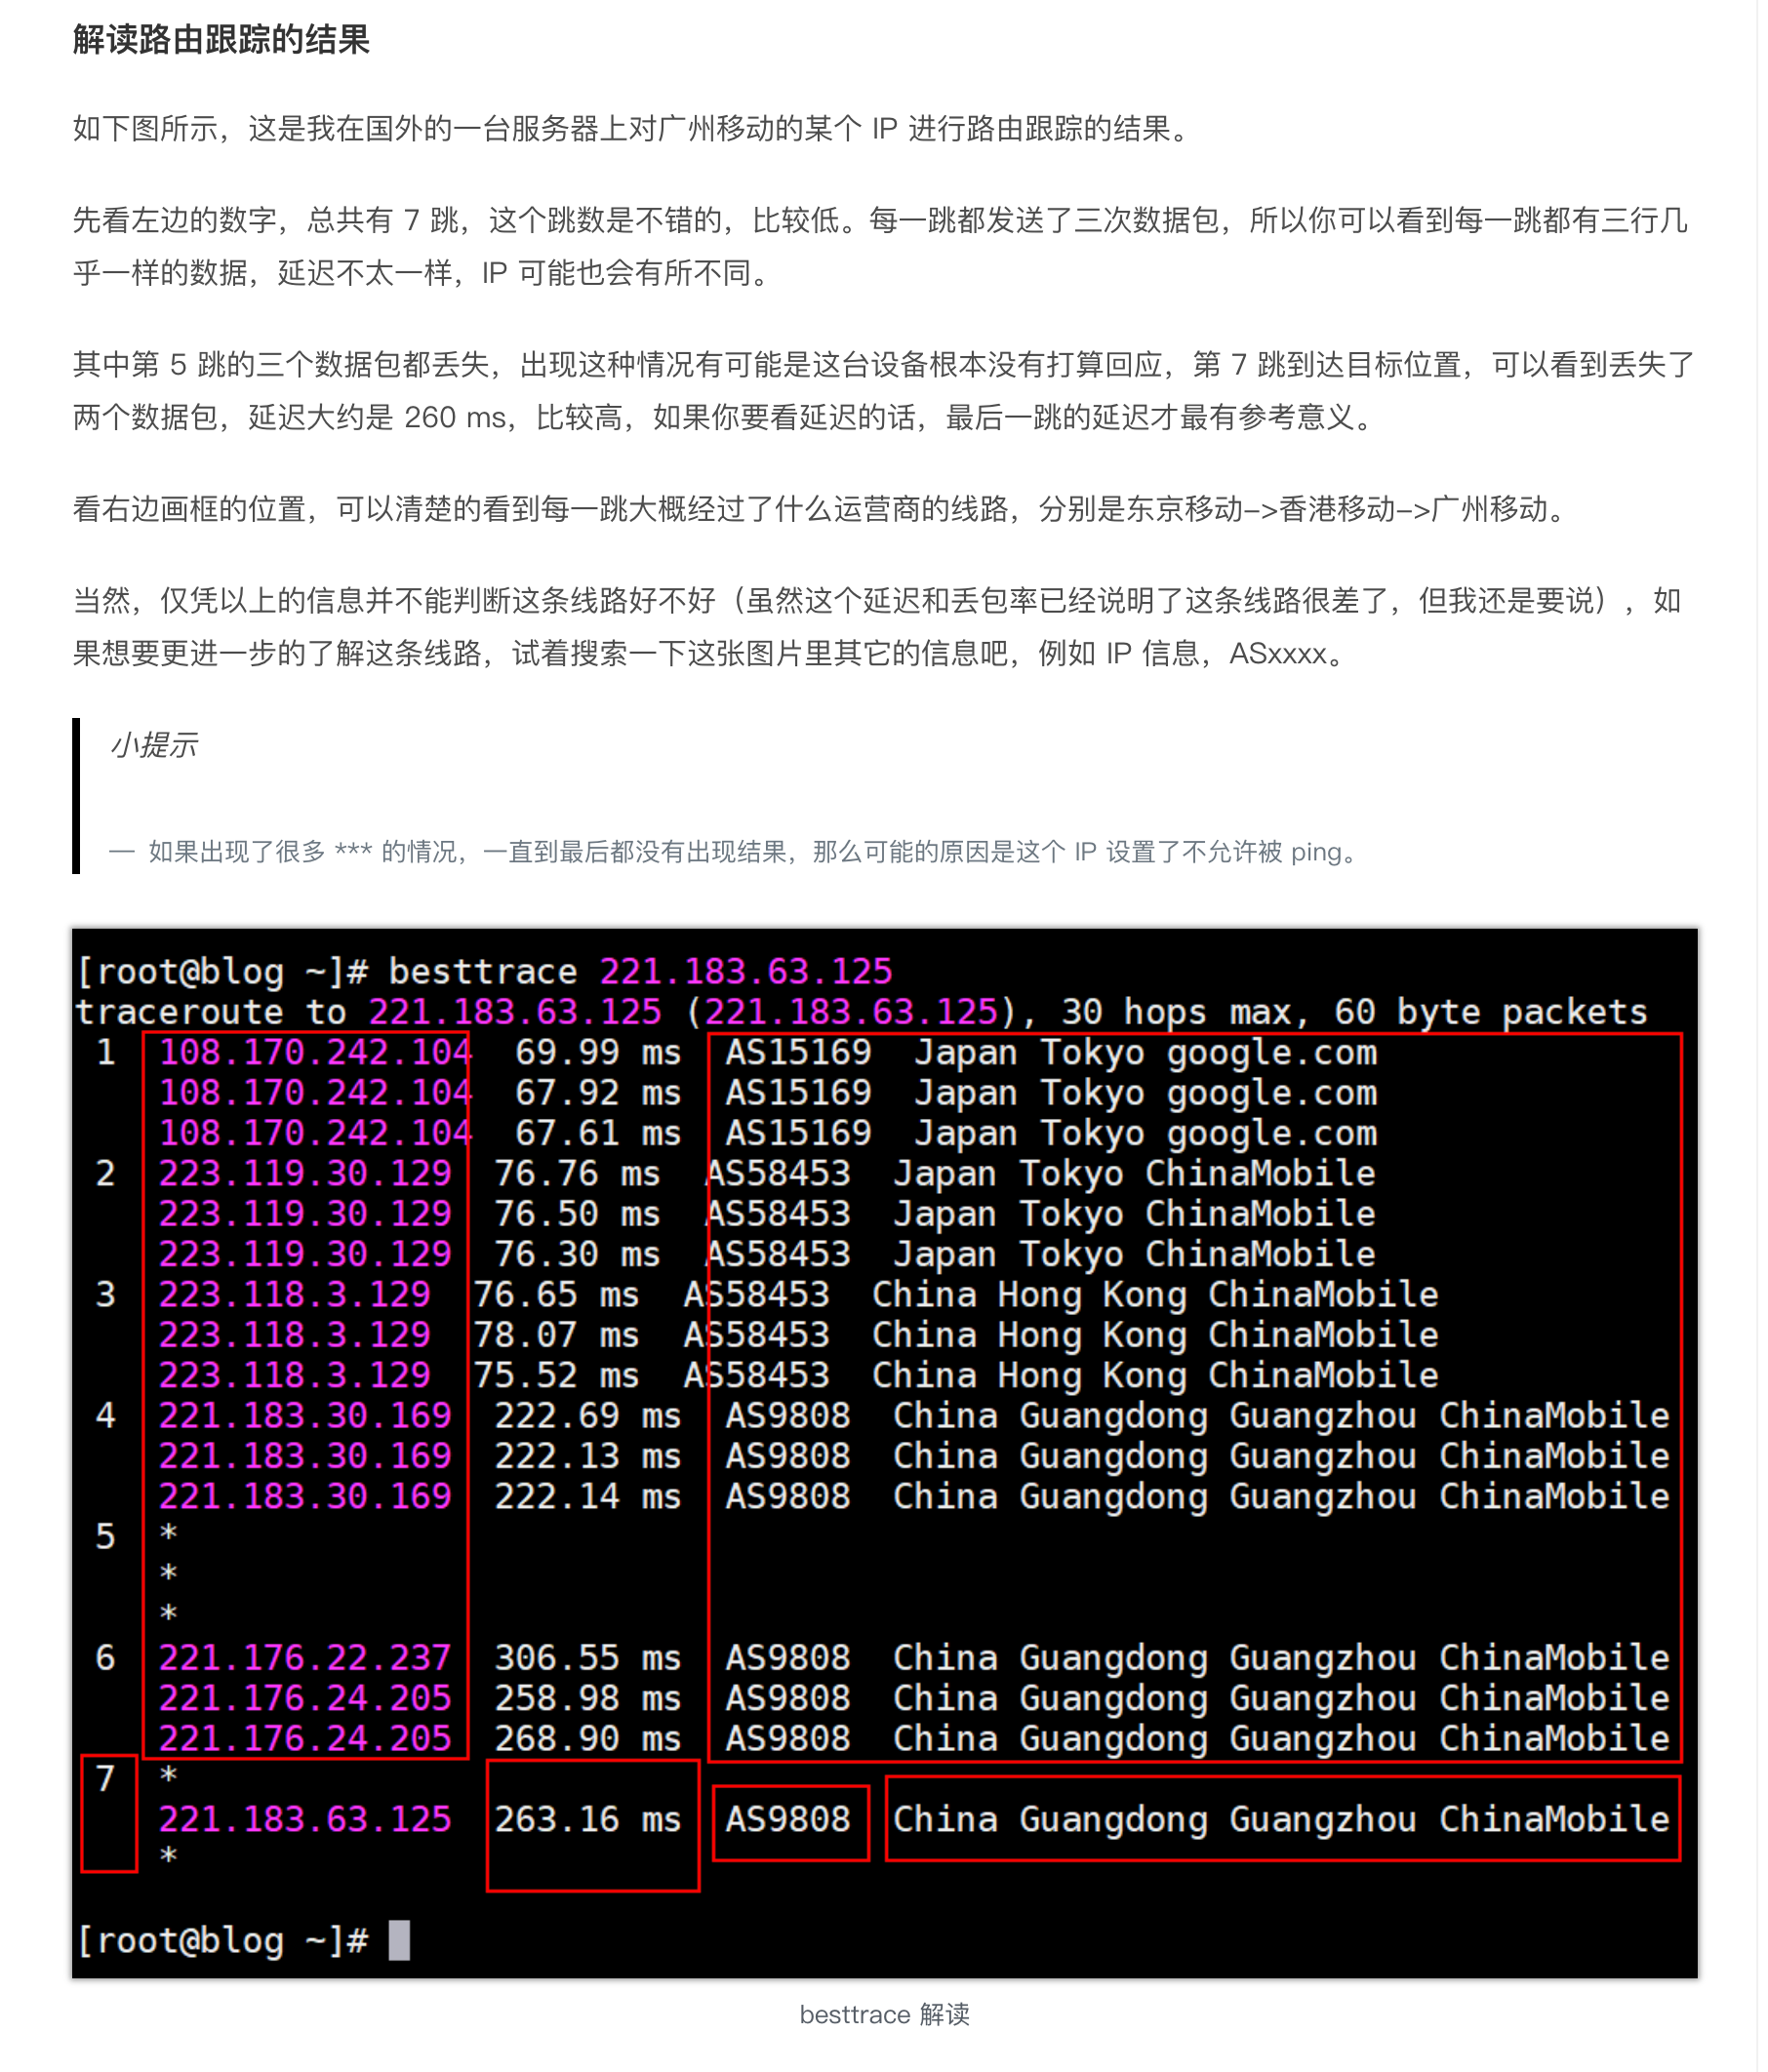 解读路由跟踪的结果
如下图所示，这是我在国外的一台服务器上对广州移动的某个 IP 进行路由跟踪的结果。
先看左边的数字，总共有 7 跳，这个跳数是不错的，比较低。每一跳都发送了三次数据包，所以你可以看到每一跳都有三行几
乎一样的数据，延迟不太一样，IP 可能也会有所不同。
其中第 5 跳的三个数据包都丢失，出现这种情况有可能是这台设备根本没有打算回应，第 7 跳到达目标位置，可以看到丢失了
两个数据包，延迟大约是 260 ms，比较高，如果你要看延迟的话，最后一跳的延迟才最有参考意义。
看右边画框的位置，可以清楚的看到每一跳大概经过了什么运营商的线路，分别是东京移动–>香港移动–>广州移动。
当然，仅凭以上的信息并不能判断这条线路好不好（虽然这个延迟和丢包率已经说明了这条线路很差了，但我还是要说），如
果想要更进一步的了解这条线路，试着搜索一下这张图片里其它的信息吧，例如 IP 信息，ASxxxx。
小提示
— 如果出现了很多 *** 的情况，一直到最后都没有出现结果，那么可能的原因是这个 IP 设置了不允许被 ping。
[root@blog ~]# besttrace 221.183.63.125
traceroute to 221.183.63.125 (221.183.63.125), 30 hops max, 60 byte packets
1 108.170.242.104 69.99 ms AS15169 Japan Tokyo google.com
108.170.242.104 67.92 ms AS15169 Japan Tokyo google.com
108.170.242.104 67.61 ms AS15169 Japan Tokyo google.com
2 223.119.30.129 76.76 ms AS58453 Japan Tokyo ChinaMobile
223.119.30.129 76.50 ms AS58453 Japan Tokyo ChinaMobile
223.119.30.129 76.30 ms AS58453 Japan Tokyo ChinaMobile
3 223.118.3.129 76.65 ms AS58453 China Hong Kong ChinaMobile
223.118.3.129 78.07 ms AS58453 China Hong Kong ChinaMobile
223.118.3.129 75.52 ms AS58453 China Hong Kong ChinaMobile
4 221.183.30.169 222.69 ms AS9808 China Guangdong Guangzhou ChinaMobile
221.183.30.169 222.13 ms AS9808 China Guangdong Guangzhou ChinaMobile
221.183.30.169 222.14 ms AS9808 China Guangdong Guangzhou ChinaMobile
5 *
*
*
6 221.176.22.237 306.55 ms AS9808 China Guangdong Guangzhou ChinaMobile
221.176.24.205 258.98 ms AS9808 China Guangdong Guangzhou ChinaMobile
221.176.24.205 268.90 ms AS9808 China Guangdong Guangzhou ChinaMobile
7 *
221.183.63.125 263.16 ms AS9808 China Guangdong Guangzhou ChinaMobile
*
[root@blog ~]#
besttrace 解读